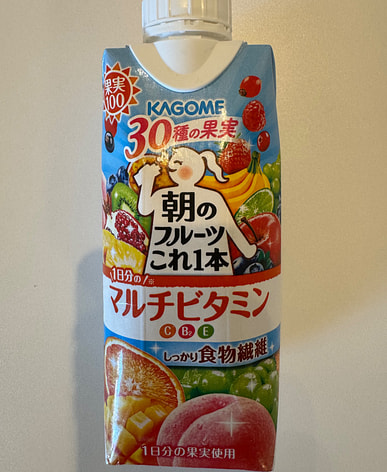 果実
100
KAGOME
30種の果実
朝の
フルーツ
これ1本
1日分の!※
マルチビタミン
C B₂ E
しっかり食物繊維
1日分の果実使用